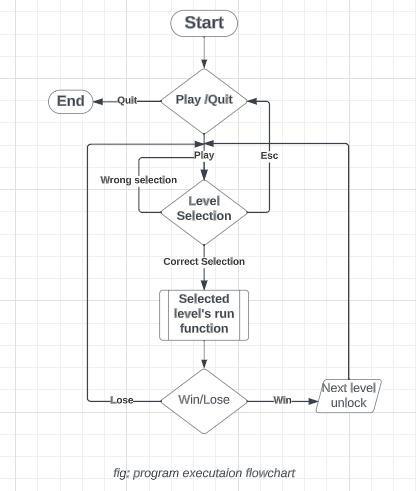 Start
End
Quit
Play /Quit
Play
Esc
Wrong selection
Level
Selection
Correct Selection
Selected
level's run
function
Lose
Win/Lose
Win
Next level
unlock
fig: program executaion flowchart